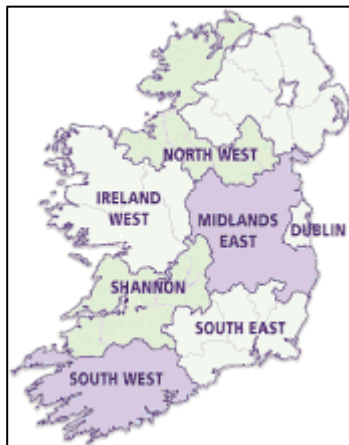 NORTH WEST
IRELAND
WEST
MIDLANDS
EAST
DUBLIN
SHANNON
SOUTH EAST
SOUTH WEST